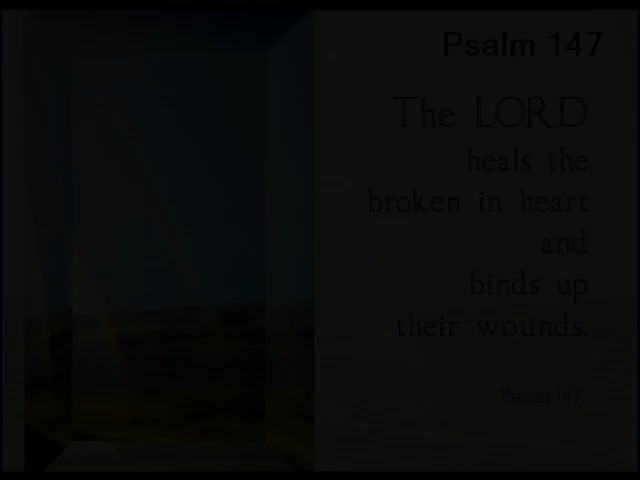 Psalm 147
The LORD
heals the
broken in heart
and
binds up
their wounds.
Psalms 147